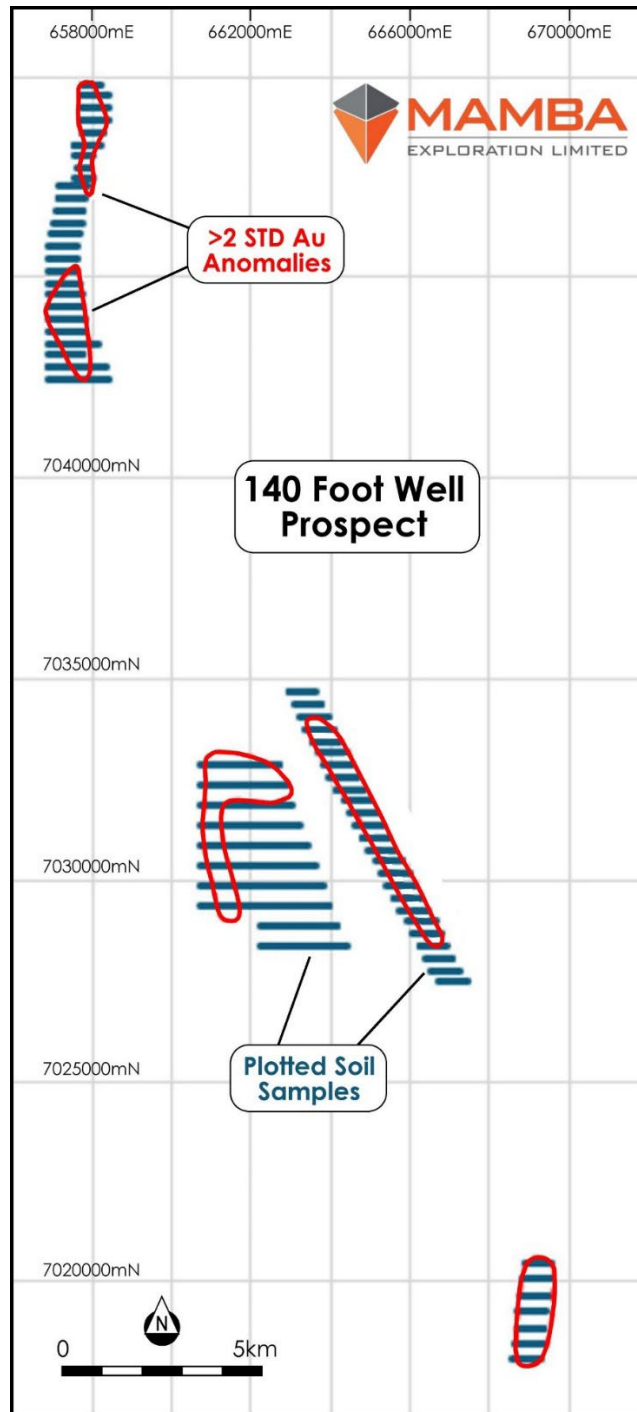 658000mE 662000mE 666000mE 670000mE
MAMBA
EXPLORATION LIMITED
>2 STD Au
Anomalies
7040000mN
140 Foot Well
Prospect
7035000mN
7030000mN
Plotted Soil
Samples
7025000mN
7020000mN
N
0 5km